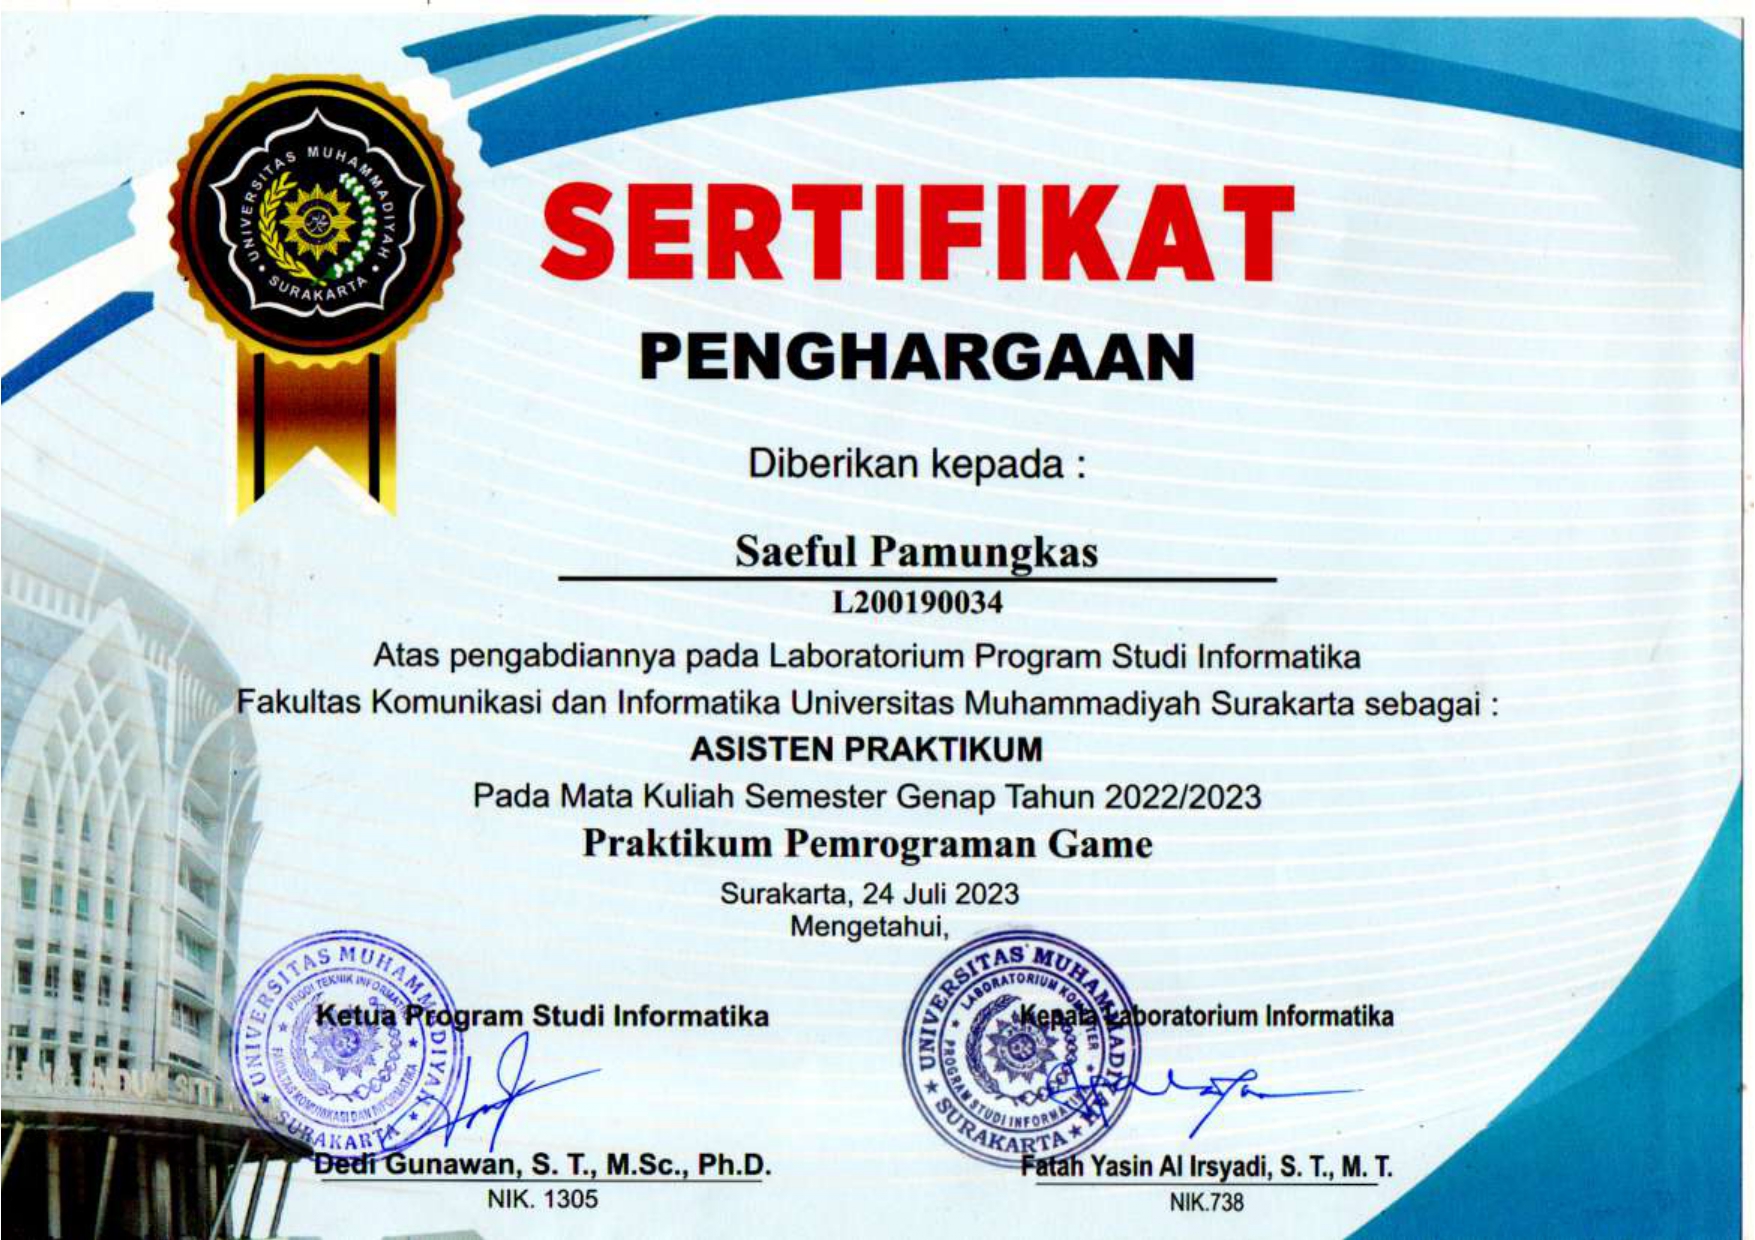 UNIVERSITAS MUHAMMADIYAH
SURAKARTA
SERTIFIKAT
PENGHARGAAN
Diberikan kepada :
Saeful Pamungkas
L200190034
Atas pengabdiannya pada Laboratorium Program Studi Informatika
Fakultas Komunikasi dan Informatika Universitas Muhammadiyah Surakarta sebagai :
ASISTEN PRAKTIKUM
Pada Mata Kuliah Semester Genap Tahun 2022/2023
Praktikum Pemrograman Game
Surakarta, 24 Juli 2023
Mengetahui,
UNIVERSITAS MUHAMMADIYAH
SURAKARTA
PRODI TEKNIK INFORMATIKA
FAKULTAS KOMUNIKASI DAN INFORMATIKA
Ketua Program Studi Informatika
Dedi Gunawan, S. T., M.Sc., Ph.D.
NIK. 1305
UNIVERSITAS MUHAMMADIYAH
SURAKARTA
LABORATORIUM KOMPUTER
PROGRAM STUDI INFORMATIKA
Kepala Laboratorium Informatika
Fatah Yasin Al Irsyadi, S. T., M. T.
NIK.738